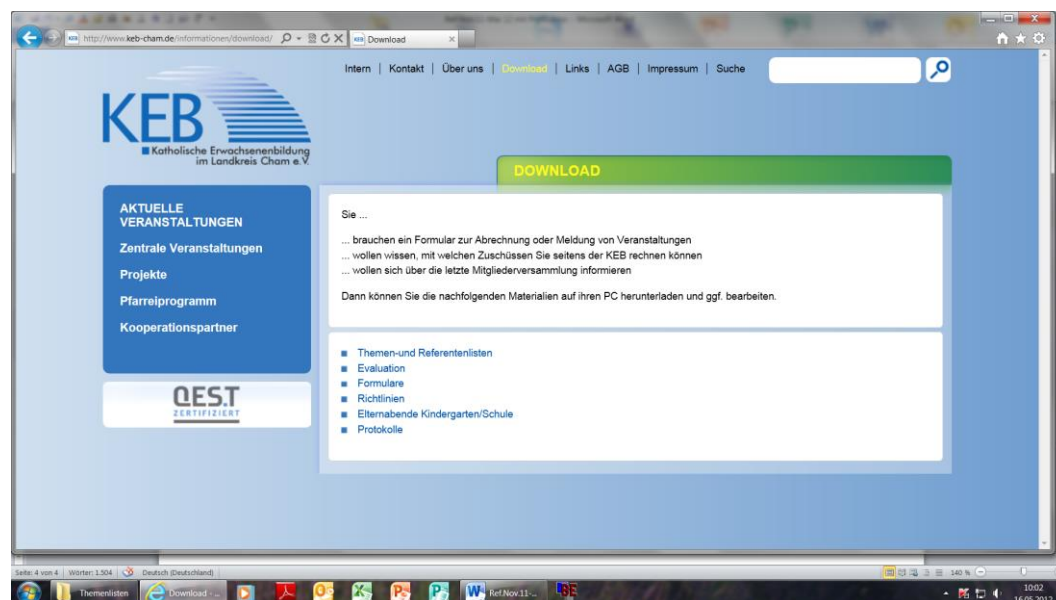 http://www.keb-cham.de/informationen/download/
Download
Intern | Kontakt | Über uns | Download | Links | AGB | Impressum | Suche
KEB
Katholische Erwachsenenbildung
im Landkreis Cham e.V.
DOWNLOAD
AKTUELLE
VERANSTALTUNGEN
Zentrale Veranstaltungen
Projekte
Pfarreiprogramm
Kooperationspartner
QES.T
ZERTIFIZIERT
Sie ...
... brauchen ein Formular zur Abrechnung oder Meldung von Veranstaltungen
... wollen wissen, mit welchen Zuschüssen Sie seitens der KEB rechnen können
... wollen sich über die letzte Mitgliederversammlung informieren
Dann können Sie die nachfolgenden Materialien auf ihren PC herunterladen und ggf. bearbeiten.
Themen-und Referentenlisten
Evaluation
Formulare
Richtlinien
Elternabende Kindergarten/Schule
Protokolle
Seite: 4 von 4 | Wörter: 1.504 | Deutsch (Deutschland) | 140 %
Themenlisten
Download - ...
Ref.Nov.11-...
10:02
16.05.2012